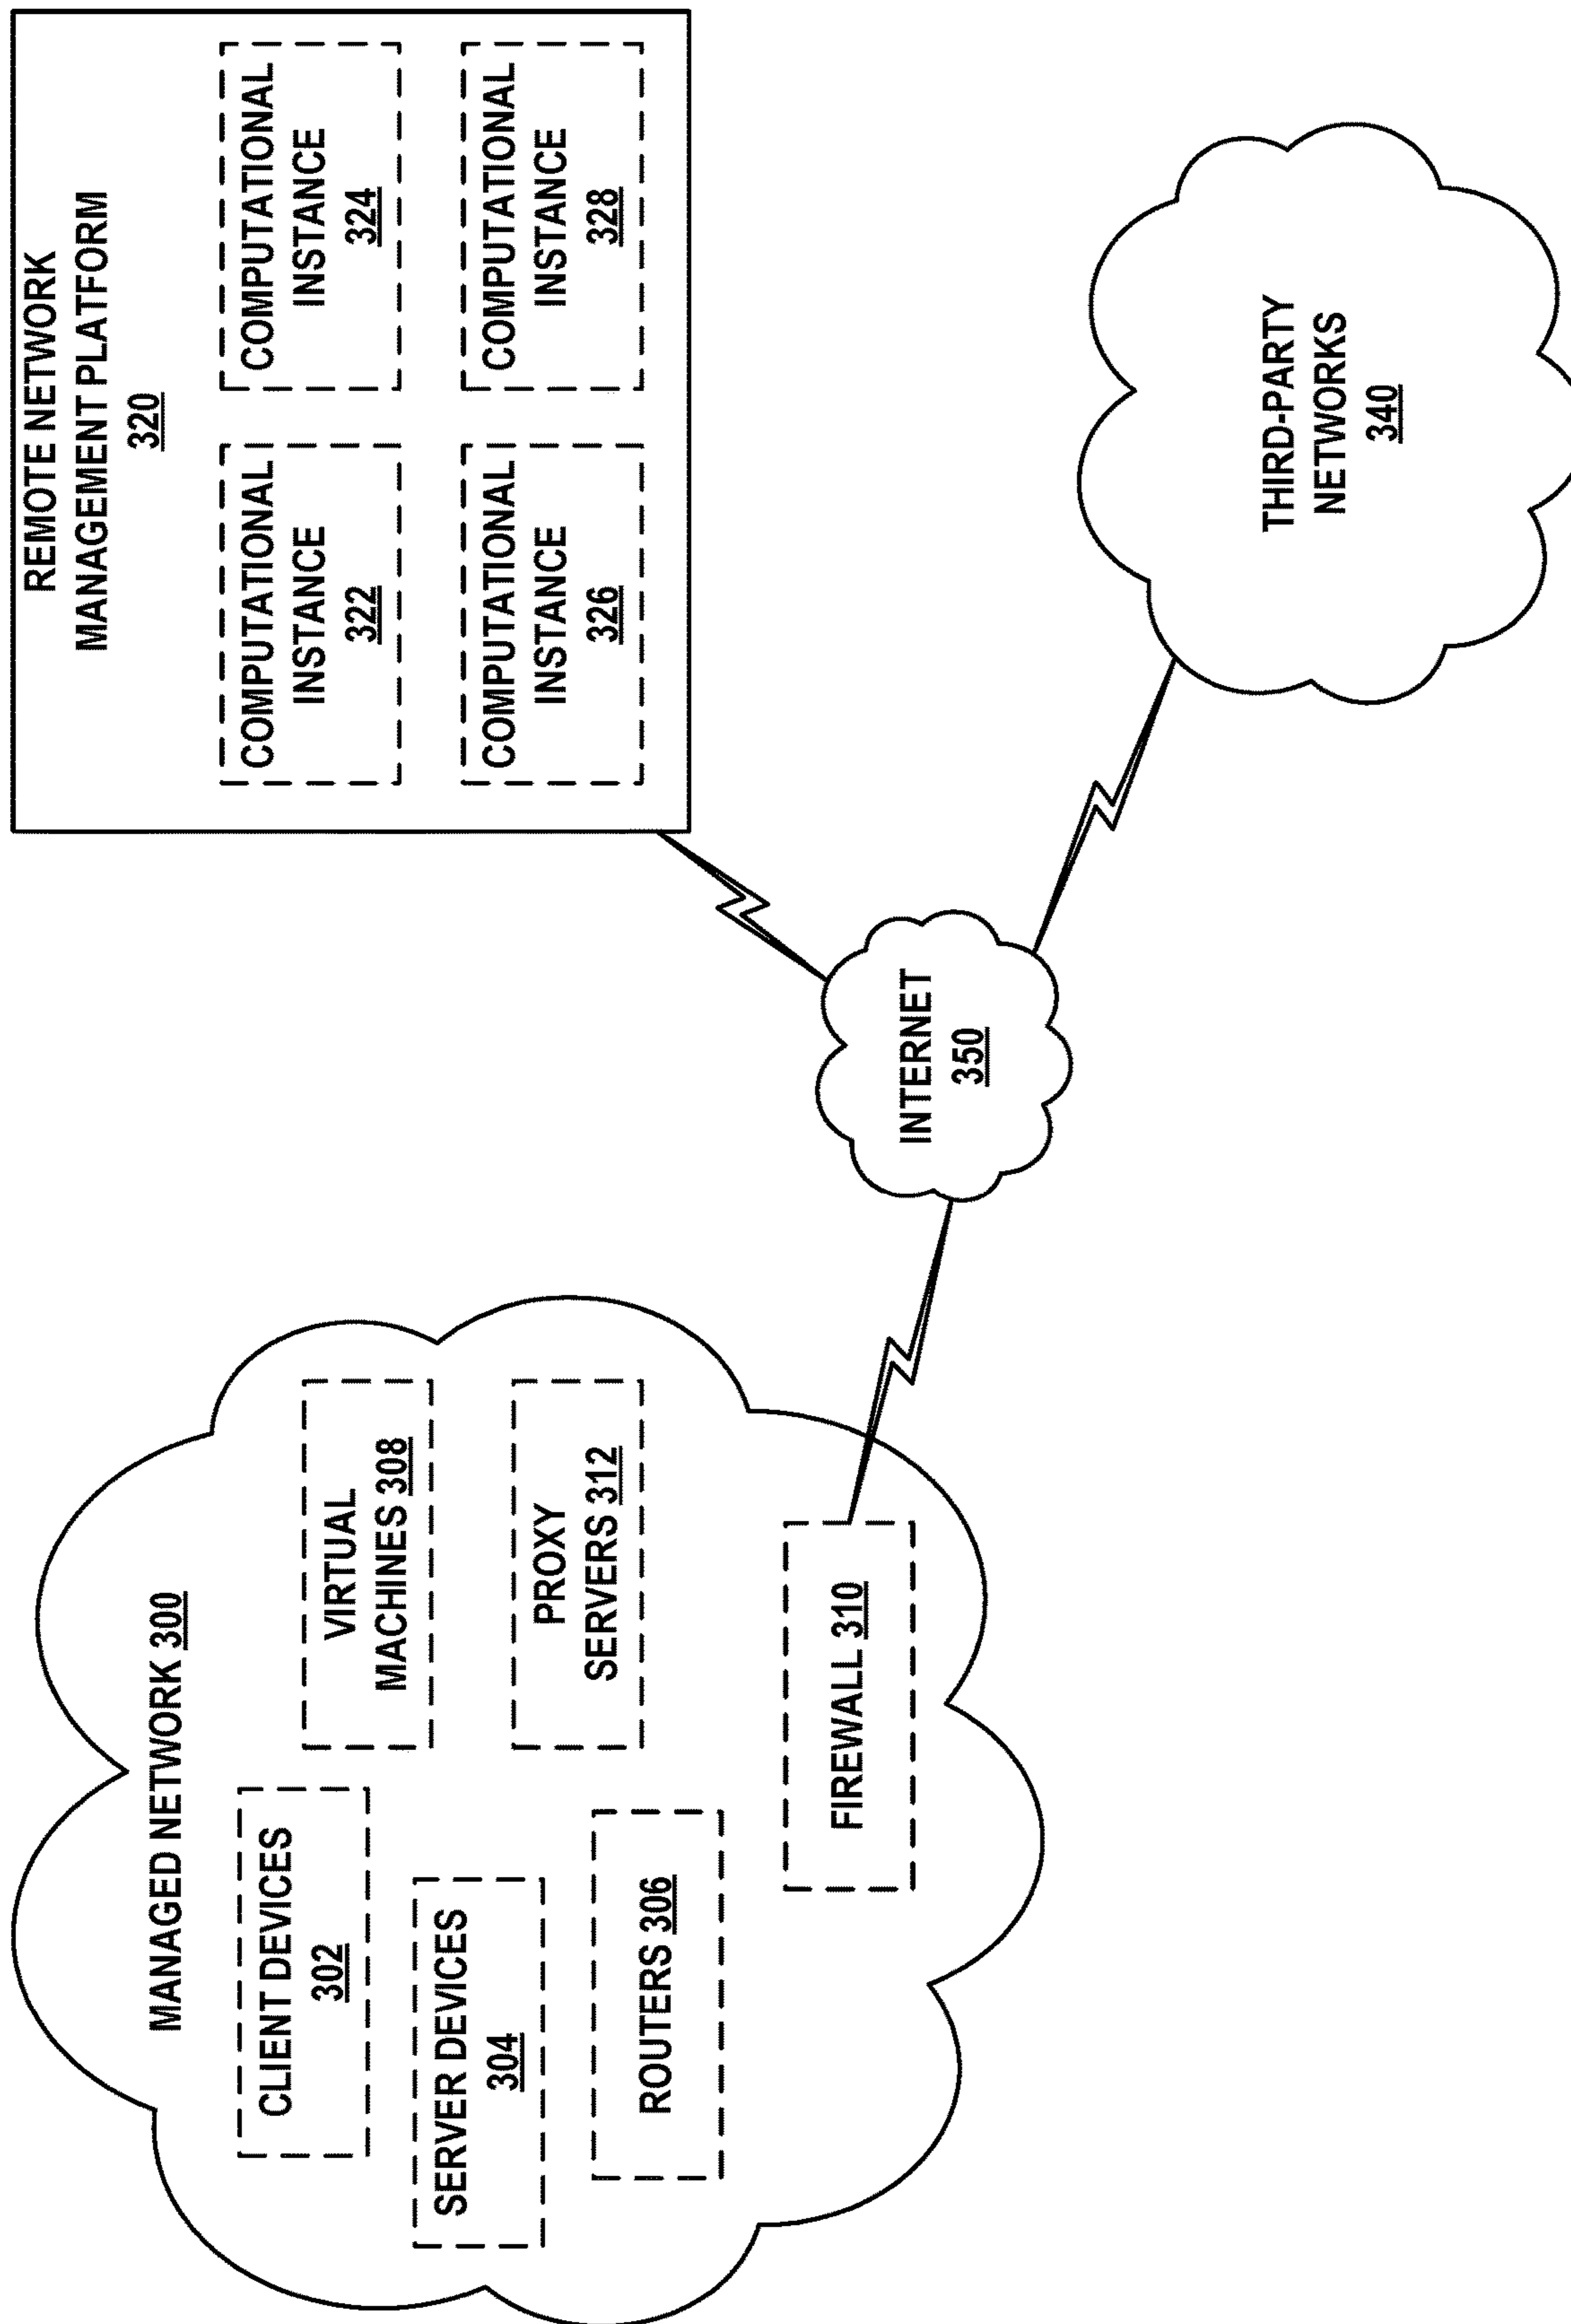 MANAGED NETWORK 300
CLIENT DEVICES
302
SERVER DEVICES
304
ROUTERS 306
VIRTUAL
MACHINES 308
PROXY
SERVERS 312
FIREWALL 310
INTERNET
350
REMOTE NETWORK
MANAGEMENT PLATFORM
320
COMPUTATIONAL
INSTANCE
322
COMPUTATIONAL
INSTANCE
324
COMPUTATIONAL
INSTANCE
326
COMPUTATIONAL
INSTANCE
328
THIRD-PARTY
NETWORKS
340